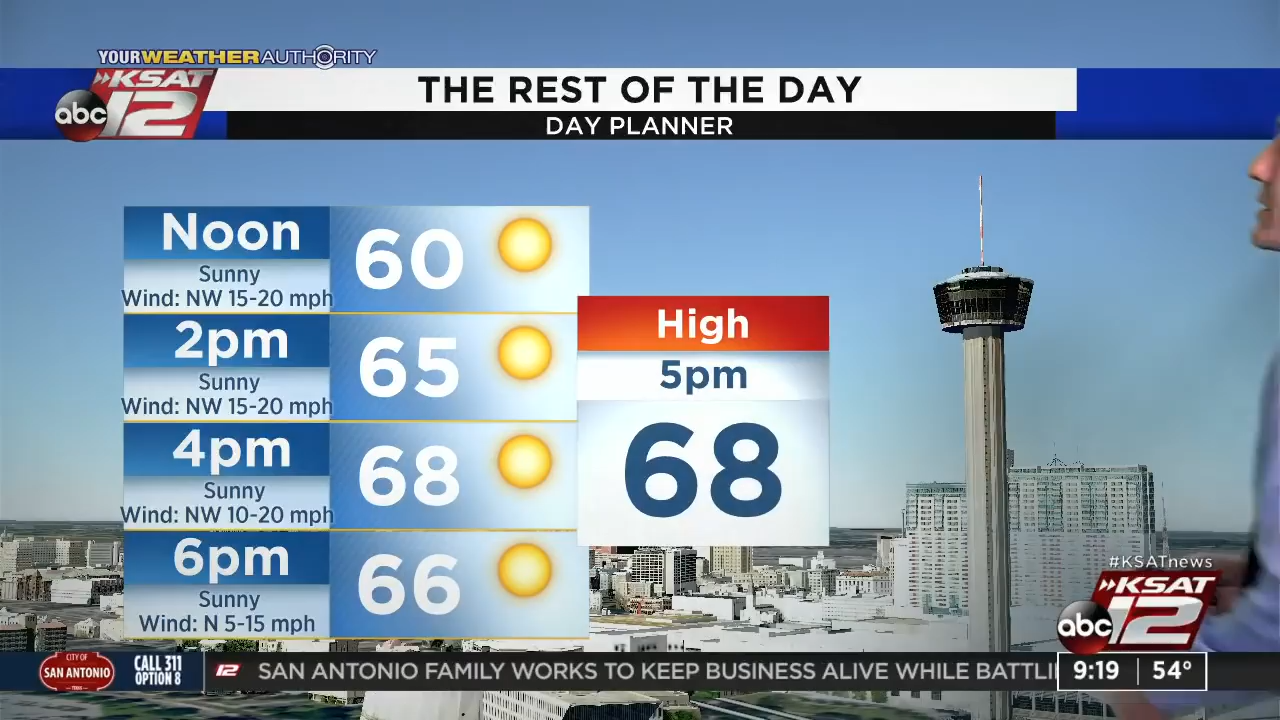 YOURWEATHERAUTHORITY
KSAT
abc 12
THE REST OF THE DAY
DAY PLANNER
Noon
Sunny
Wind: NW 15-20 mph
60
2pm
Sunny
Wind: NW 15-20 mph
65
4pm
Sunny
Wind: NW 10-20 mph
68
6pm
Sunny
Wind: N 5-15 mph
66
High
5pm
68
#KSATnews
KSAT
abc 12
CITY OF
SAN ANTONIO
TEXAS
CALL 311
OPTION 8
12 SAN ANTONIO FAMILY WORKS TO KEEP BUSINESS ALIVE WHILE BATTLI
9:19 54°